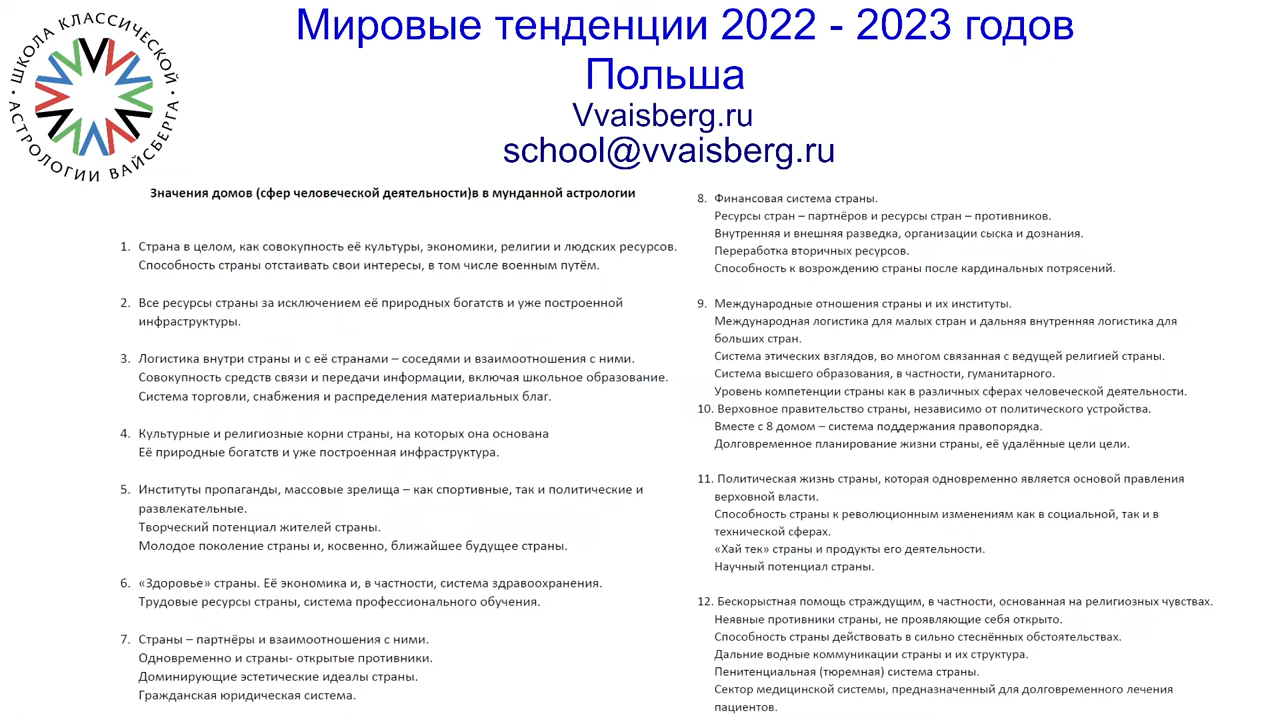 ШКОЛА КЛАССИЧЕСКОЙ
АСТРОЛОГИИ ВАЙСБЕРГА
Мировые тенденции 2022 - 2023 годов
Польша
Vvaisberg.ru
school@vvaisberg.ru
Значения домов (сфер человеческой деятельности)в в мунданной астрологии
1. Страна в целом, как совокупность её культуры, экономики, религии и людских ресурсов.
Способность страны отстаивать свои интересы, в том числе военным путём.
2. Все ресурсы страны за исключением её природных богатств и уже построенной
инфраструктуры.
3. Логистика внутри страны и с её странами – соседями и взаимоотношения с ними.
Совокупность средств связи и передачи информации, включая школьное образование.
Система торговли, снабжения и распределения материальных благ.
4. Культурные и религиозные корни страны, на которых она основана
Её природные богатств и уже построенная инфраструктура.
5. Институты пропаганды, массовые зрелища – как спортивные, так и политические и
развлекательные.
Творческий потенциал жителей страны.
Молодое поколение страны и, косвенно, ближайшее будущее страны.
6. «Здоровье» страны. Её экономика и, в частности, система здравоохранения.
Трудовые ресурсы страны, система профессионального обучения.
7. Страны – партнёры и взаимоотношения с ними.
Одновременно и страны- открытые противники.
Доминирующие эстетические идеалы страны.
Гражданская юридическая система.
8. Финансовая система страны.
Ресурсы стран – партнёров и ресурсы стран – противников.
Внутренняя и внешняя разведка, организации сыска и дознания.
Переработка вторичных ресурсов.
Способность к возрождению страны после кардинальных потрясений.
9. Международные отношения страны и их институты.
Международная логистика для малых стран и дальняя внутренняя логистика для
больших стран.
Система этических взглядов, во многом связанная с ведущей религией страны.
Система высшего образования, в частности, гуманитарного.
Уровень компетенции страны как в различных сферах человеческой деятельности.
10. Верховное правительство страны, независимо от политического устройства.
Вместе с 8 домом – система поддержания правопорядка.
Долговременное планирование жизни страны, её удалённые цели цели.
11. Политическая жизнь страны, которая одновременно является основой правления
верховной власти.
Способность страны к революционным изменениям как в социальной, так и в
технической сферах.
«Хай тек» страны и продукты его деятельности.
Научный потенциал страны.
12. Бескорыстная помощь страждущим, в частности, основанная на религиозных чувствах.
Неявные противники страны, не проявляющие себя открыто.
Способность страны действовать в сильно стеснённых обстоятельствах.
Дальние водные коммуникации страны и их структура.
Пенитенциальная (тюремная) система страны.
Сектор медицинской системы, предназначенный для долговременного лечения
пациентов.